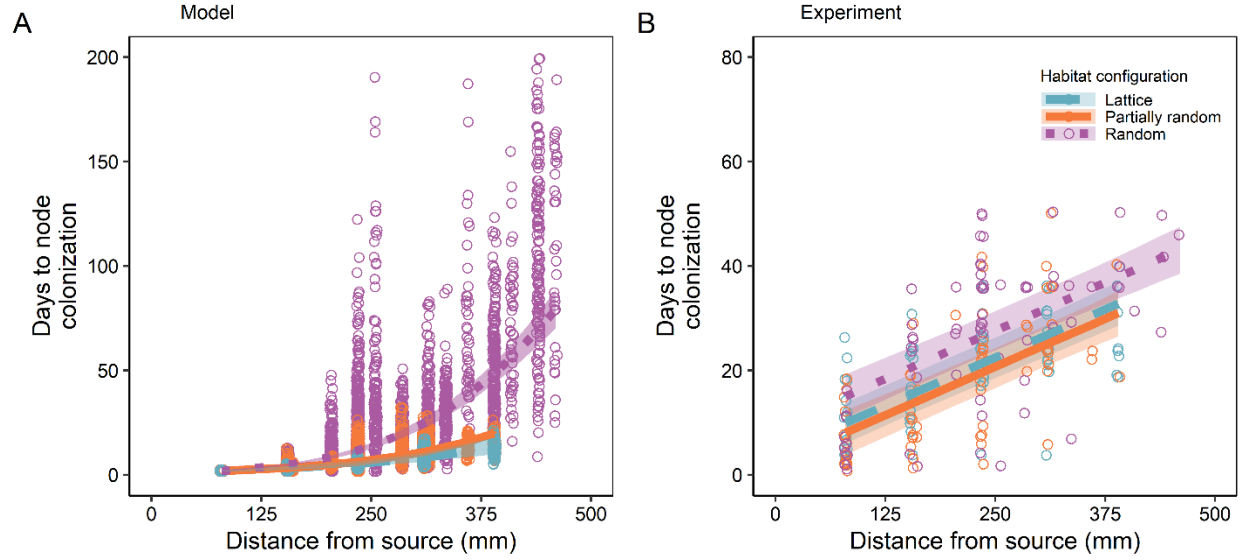 A
Model
200
150
100
50
0
Days to node
colonization
0 125 250 375 500
Distance from source (mm)
B
Experiment
80
60
40
20
0
Days to node
colonization
Habitat configuration
Lattice
Partially random
Random
0 125 250 375 500
Distance from source (mm)